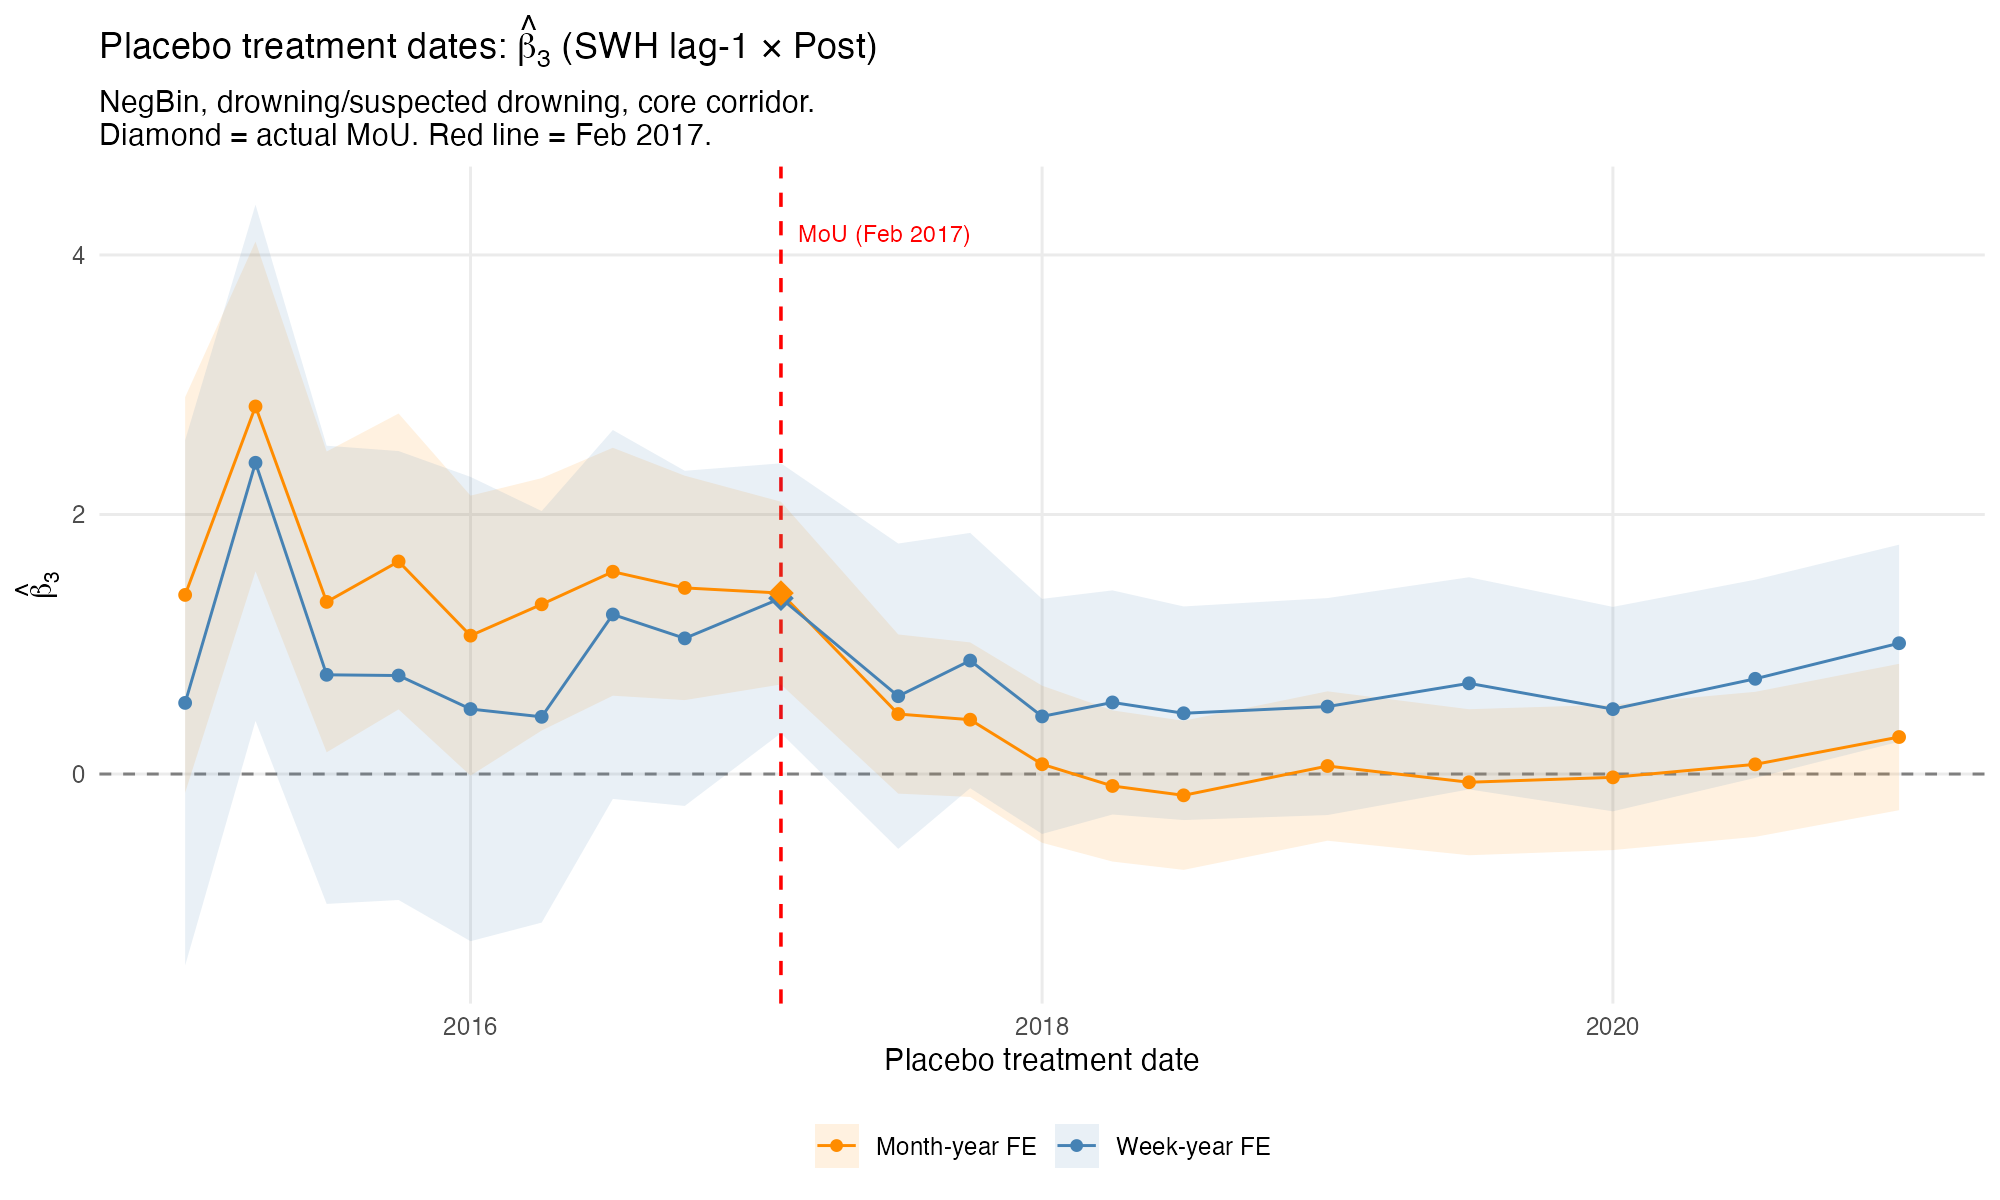 Placebo treatment dates: β̂₃ (SWH lag-1 × Post)
NegBin, drowning/suspected drowning, core corridor.
Diamond = actual MoU. Red line = Feb 2017.
MoU (Feb 2017)
4
2
0
β̂₃
2016
2018
2020
Placebo treatment date
Month-year FE
Week-year FE